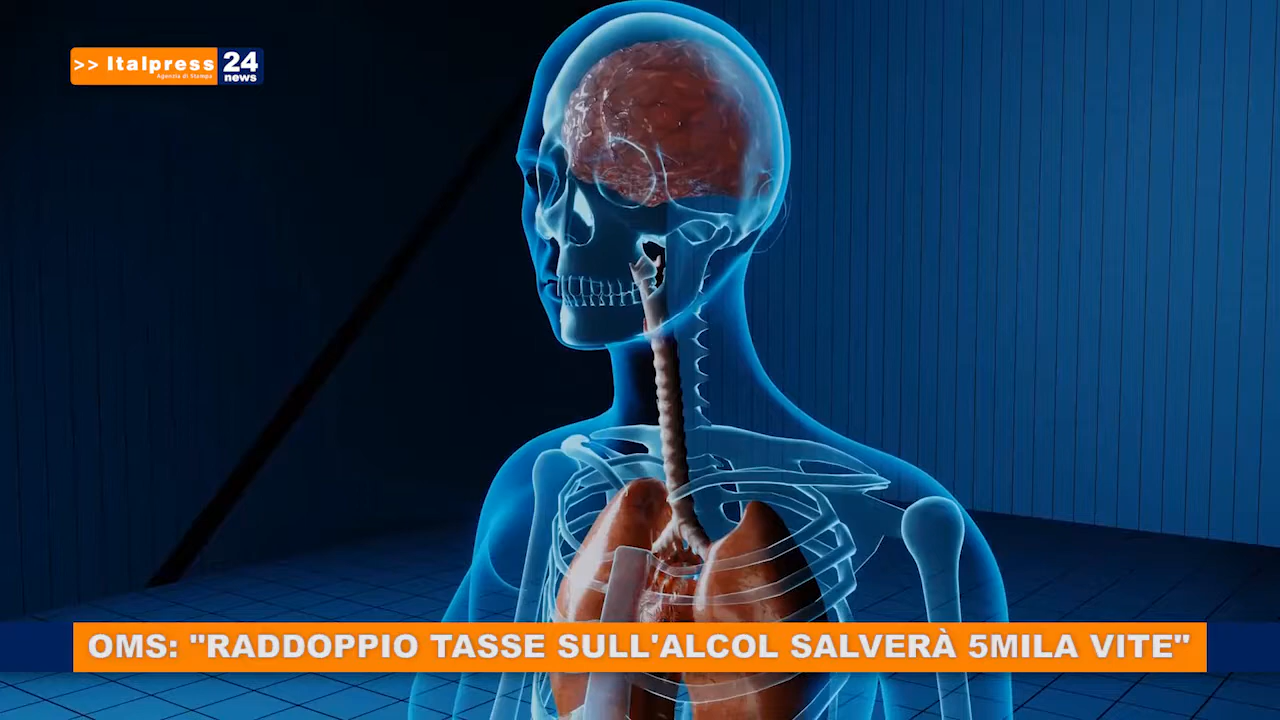 >> Italpress
Agenzia di Stampa
24
news
OMS: "RADDOPPIO TASSE SULL'ALCOL SALVERÀ 5MILA VITE"